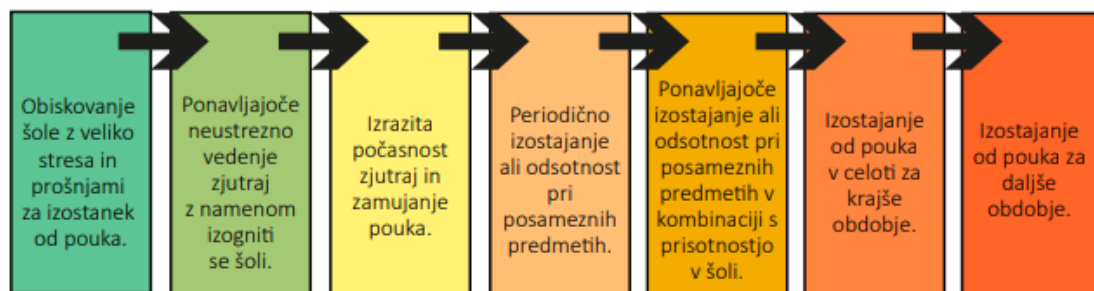 Obiskovanje
šole z veliko
stresa in
prošnjami
za izostanek
od pouka.
Ponavljajoče
neustrezno
vedenje
zjutraj
z namenom
izogniti
se šoli.
Izrazita
počasnost
zjutraj in
zamujanje
pouka.
Periodično
izostajanje
ali odsotnost
pri
posameznih
predmetih.
Ponavljajoče
izostajanje ali
odsotnost pri
posameznih
predmetih v
kombinaciji s
prisotnostjo
v šoli.
Izostajanje
od pouka
v celoti za
krajše
obdobje.
Izostajanje
od pouka za
daljše
obdobje.